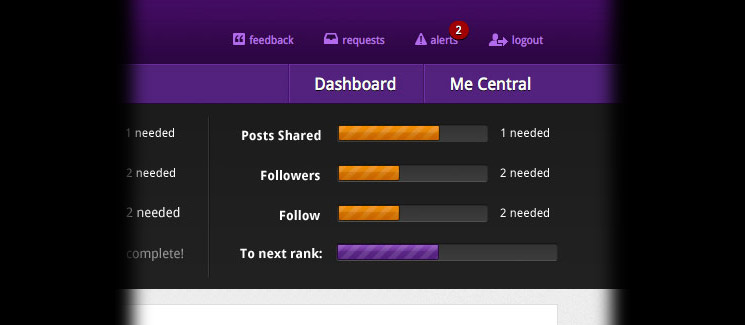 feedback requests alerts 2 logout
Dashboard Me Central
1 needed Posts Shared 1 needed
2 needed Followers 2 needed
2 needed Follow 2 needed
complete! To next rank: